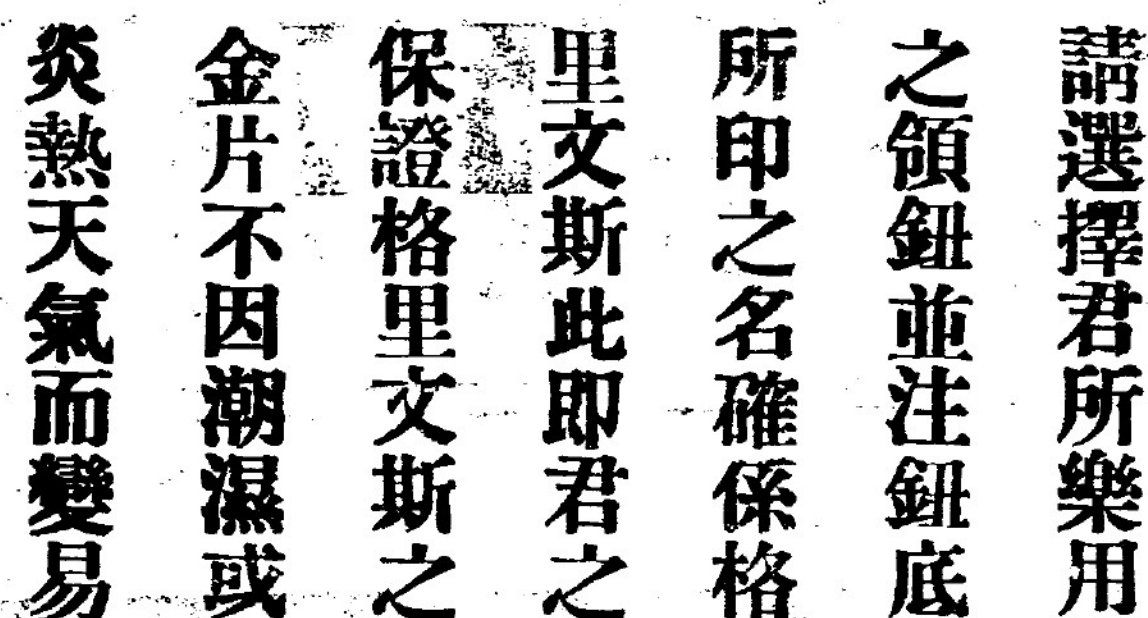 請選擇君所樂用
之領鈕並注鈕底
所印之名確係格
里文斯此即君之
保證格里文斯之
金片不因潮濕或
炎熱天氣而變易